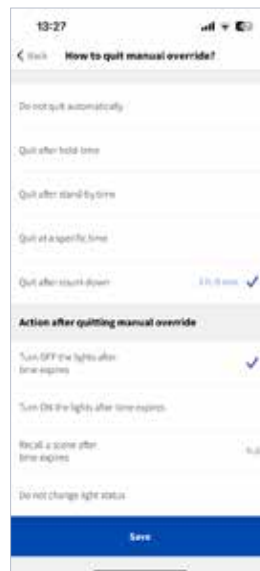 13:27
Back How to quit manual override?
Do not quit automatically
Quit after hold time
Quit after stand-by time
Quit at a specific time
Quit after count down
Action after quitting manual override
Turn OFF the lights after
time expires
Turn ON the lights after time expires
Recall a scene after
time expires
Do not change light status
Save